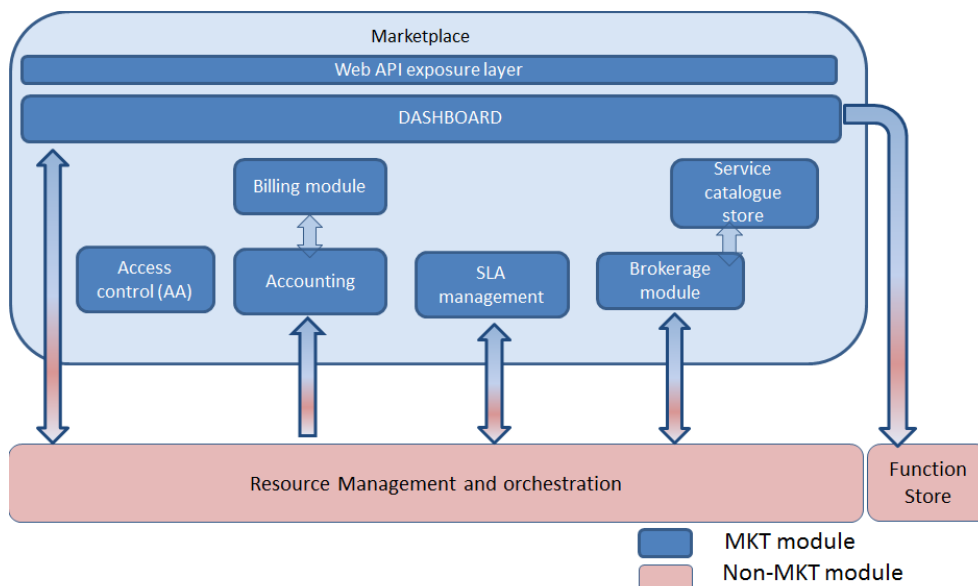 Marketplace
Web API exposure layer
DASHBOARD
Billing module
Service
catalogue
store
Access
control (AA)
Accounting
SLA
management
Brokerage
module
Resource Management and orchestration
Function
Store
MKT module
Non-MKT module